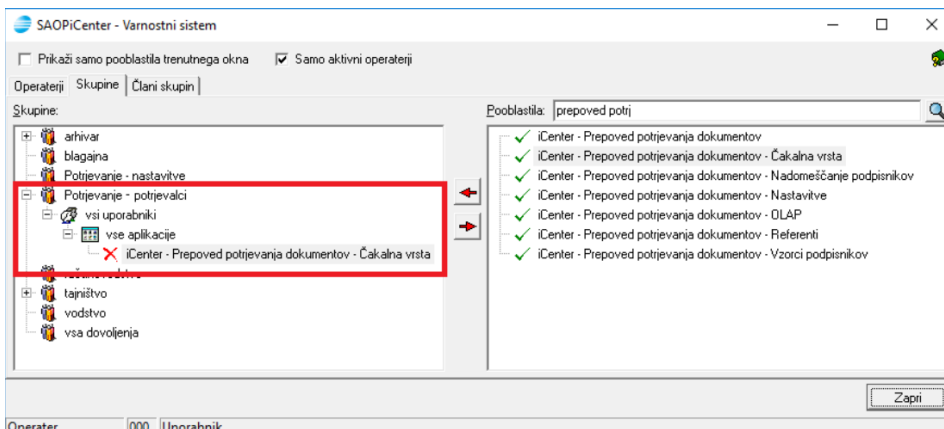 SAOPiCenter - Varnostni sistem
Prikaži samo pooblastila trenutnega okna
Samo aktivni operaterji
Operaterji
Skupine
Člani skupin
Skupine:
arhivar
blagajna
Potrjevanje - nastavitve
Potrjevanje - potrjevalci
vsi uporabniki
vse aplikacije
iCenter - Prepoved potrjevanja dokumentov - Čakalna vrsta
tajništvo
vodstvo
vsa dovoljenja
Pooblastila: prepoved potrj
iCenter - Prepoved potrjevanja dokumentov
iCenter - Prepoved potrjevanja dokumentov - Čakalna vrsta
iCenter - Prepoved potrjevanja dokumentov - Nadomeščanje podpisnikov
iCenter - Prepoved potrjevanja dokumentov - Nastavitve
iCenter - Prepoved potrjevanja dokumentov - OLAP
iCenter - Prepoved potrjevanja dokumentov - Referenti
iCenter - Prepoved potrjevanja dokumentov - Vzorci podpisnikov
Zapri
Operater
000
Uporabnik